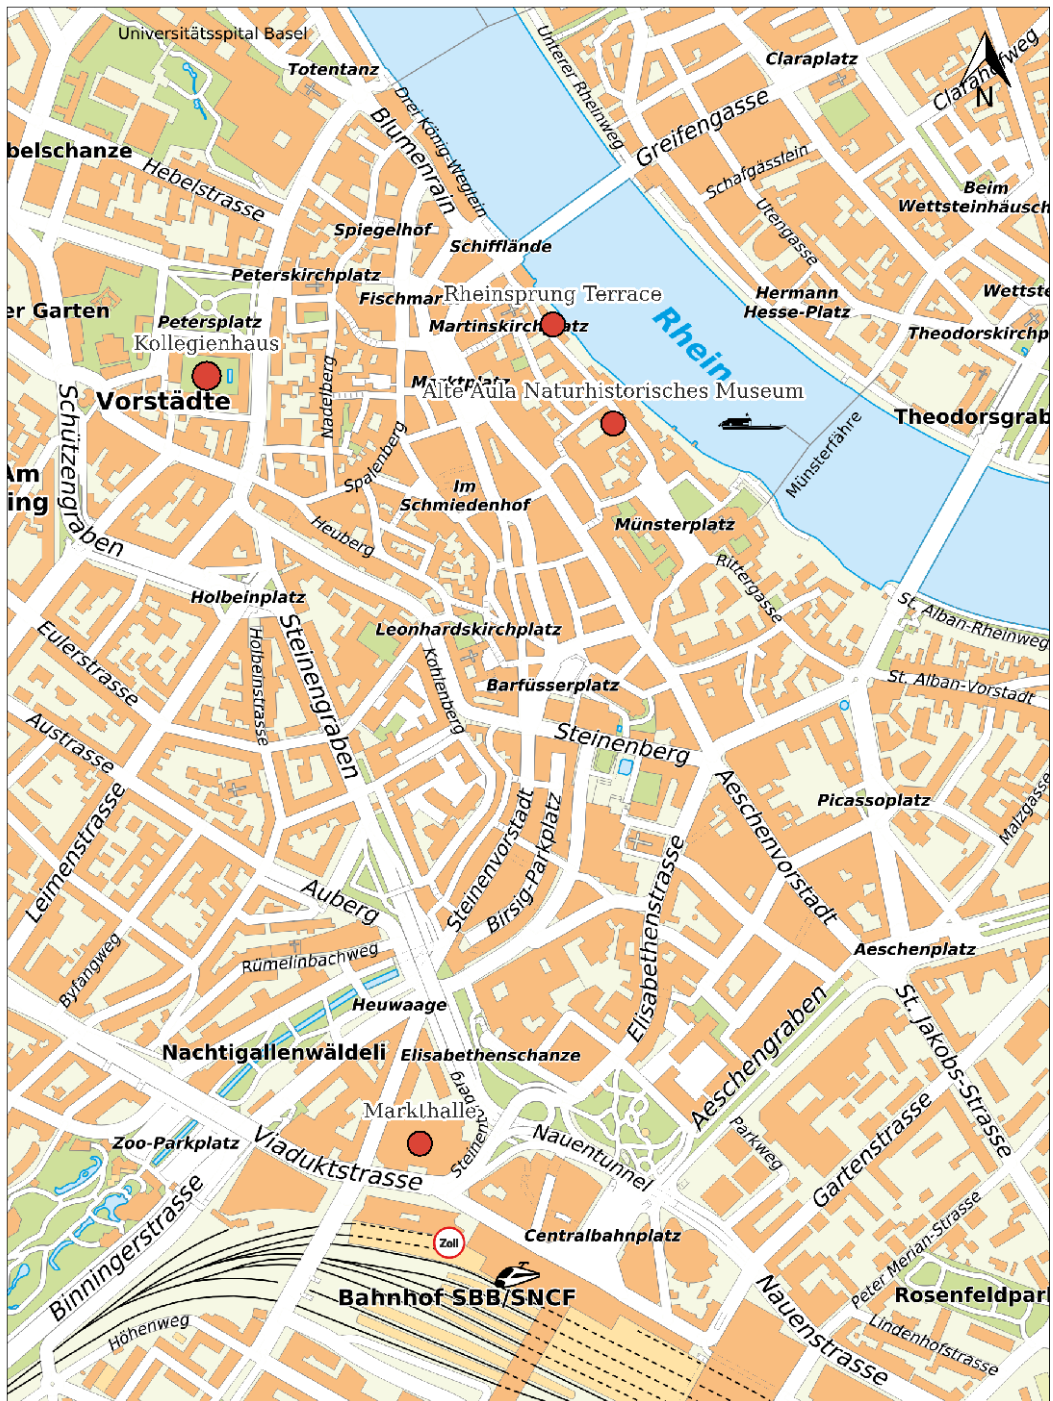 Universitätsspital Basel
Totentanz
Unterer Rheinweg
Claraplatz
Clarahofweg
N
Drei König-Weglein
Blumenrain
Greifengasse
belschanze
Hebelstrasse
Schafgässlein
Beim
Wettsteinhäusch
Utengasse
Spiegelhof
Schifflände
Peterskirchplatz
Fischmar
Rheinsprung Terrace
Hermann
Hesse-Platz
Wettste
er Garten
Petersplatz
Martinskirchplatz
Rhein
Theodorskirchp
Kollegienhaus
Marktplatz
Alte Aula Naturhistorisches Museum
Vorstädte
Nadelberg
Theodorsgrab
Schützengraben
Spalenberg
Münsterfähre
Am
ing
Im
Schmiedenhof
Heuberg
Münsterplatz
Rittergasse
Holbeinplatz
St. Alban-Rheinweg
Eulerstrasse
Holbeinstrasse
Steinengraben
Leonhardskirchplatz
Kohlenberg
Barfüsserplatz
St. Alban-Vorstadt
Austrasse
Steinenberg
Leimenstrasse
Steinenvorstadt
Birsig-Parkplatz
Aeschenvorstadt
Picassoplatz
Malzgasse
Auberg
Elisabethenstrasse
Byfangweg
Rümelinbachweg
Aeschenplatz
Heuwaage
St. Jakobs-Strasse
Nachtigallenwäldeli
Elisabethenschanze
Aeschengraben
Markthalle
Zoo-Parkplatz
Viaduktstrasse
Nauentunnel
Parkweg
Gartenstrasse
Binningerstrasse
Zoll
Centralbahnplatz
Peter Merian-Strasse
Bahnhof SBB/SNCF
Rosenfeldpark
Höhenweg
Nauenstrasse
Lindenhofstrasse